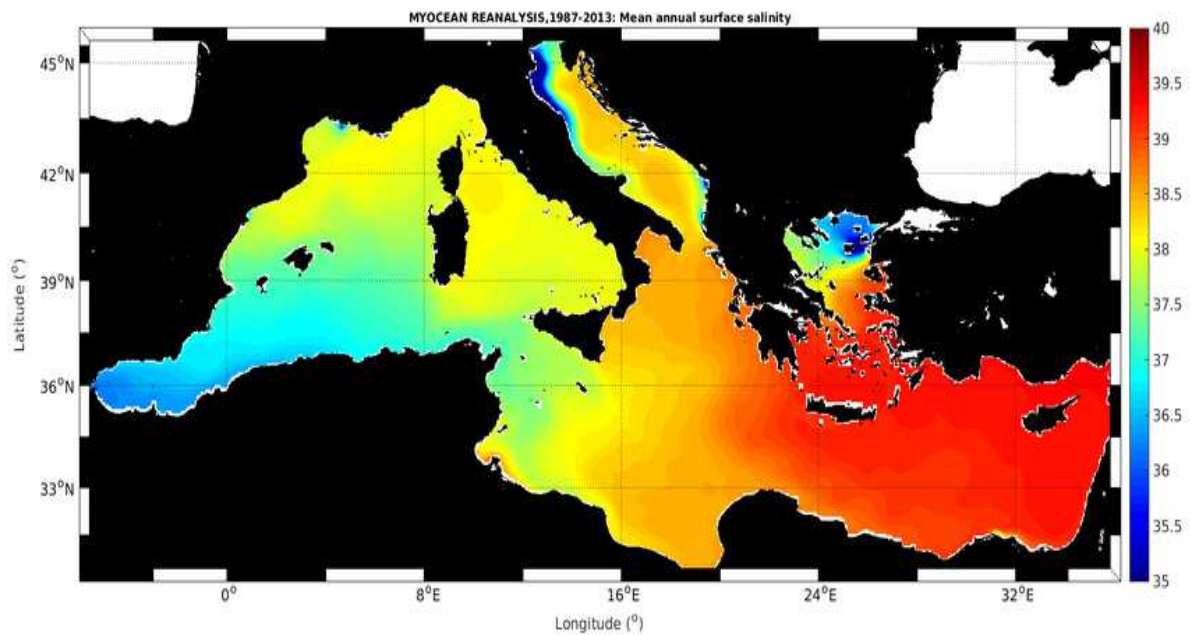 MYOCEAN REANALYSIS,1987-2013: Mean annual surface salinity
45°N
42°N
39°N
36°N
33°N
Latitude (°)
0°
8°E
16°E
24°E
32°E
Longitude (°)
40
39.5
39
38.5
38
37.5
37
36.5
36
35.5
35